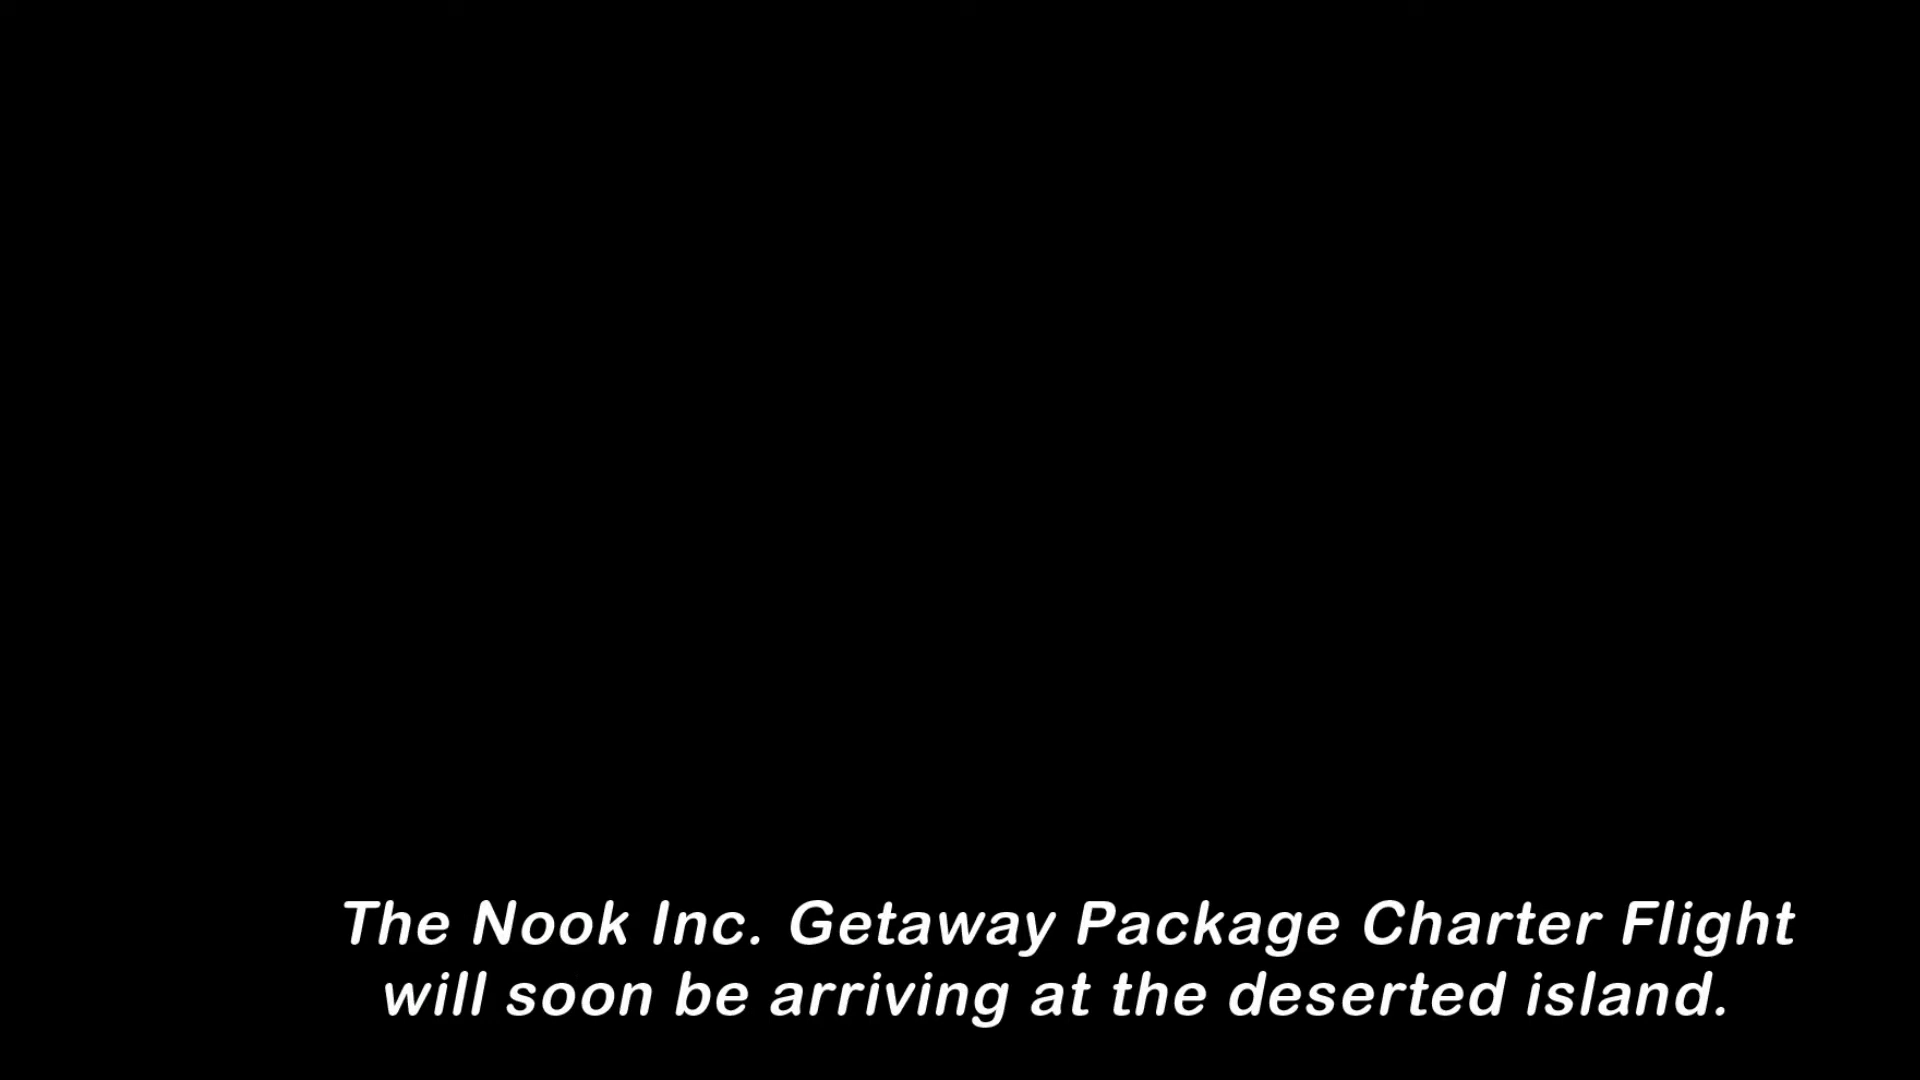 The Nook Inc. Getaway Package Charter Flight
will soon be arriving at the deserted island.